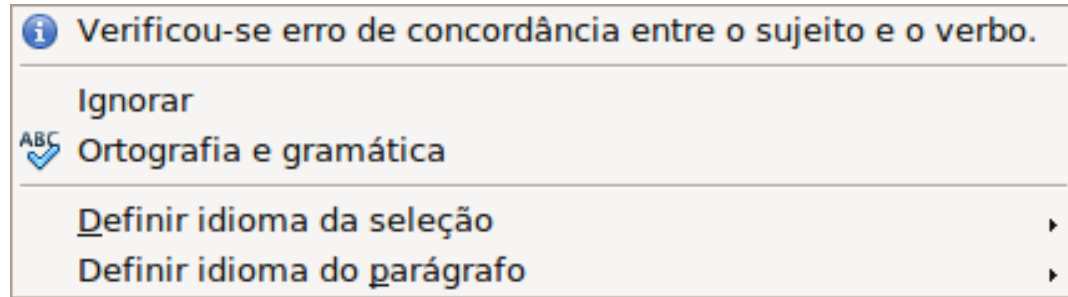 Verificou-se erro de concordância entre o sujeito e o verbo.
Ignorar
ABC Ortografia e gramática
Definir idioma da seleção
Definir idioma do parágrafo